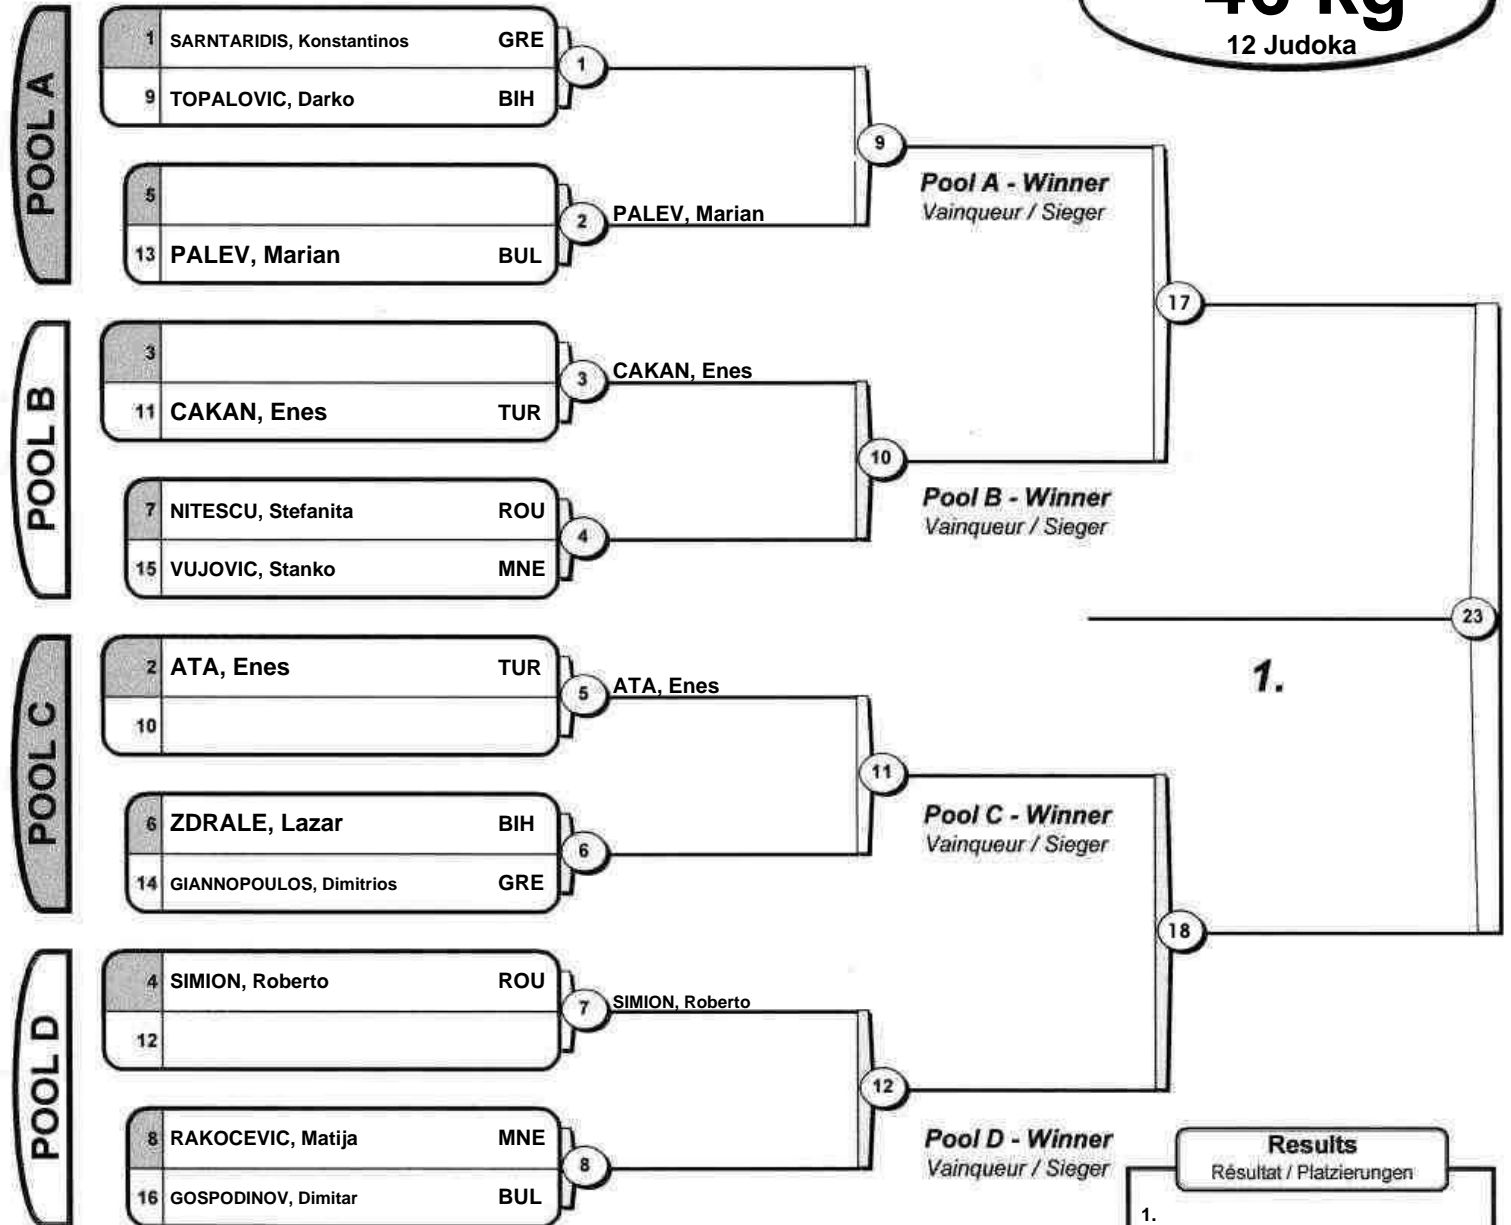 12 Judoka
POOL A
1 SARNTARIDIS, Konstantinos GRE
9 TOPALOVIC, Darko BIH
1
5
13 PALEV, Marian BUL
2
PALEV, Marian
9
Pool A - Winner
Vainqueur / Sieger
POOL B
3
11 CAKAN, Enes TUR
3
CAKAN, Enes
7 NITESCU, Stefanita ROU
15 VUJOVIC, Stanko MNE
4
10
Pool B - Winner
Vainqueur / Sieger
17
POOL C
2 ATA, Enes TUR
10
5
ATA, Enes
6 ZDRALE, Lazar BIH
14 GIANNOPOULOS, Dimitrios GRE
6
11
Pool C - Winner
Vainqueur / Sieger
POOL D
4 SIMION, Roberto ROU
12
7
SIMION, Roberto
8 RAKOCEVIC, Matija MNE
16 GOSPODINOV, Dimitar BUL
8
12
Pool D - Winner
Vainqueur / Sieger
18
23
1.
Results
Résultat / Platzierungen
1.